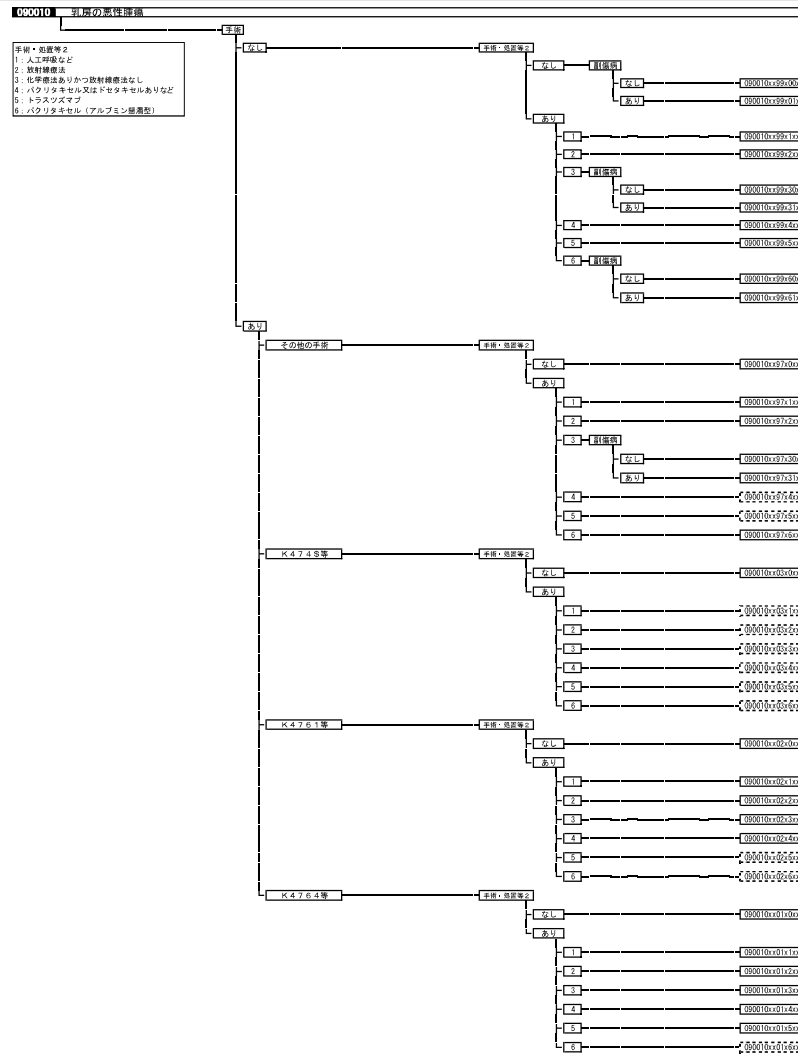 090010 乳房の悪性腫瘍
手術
手術・処置等2
1：人工呼吸など
2：放射線療法
3：化学療法ありかつ放射線療法なし
4：パクリタキセル又はドセタキセルありなど
5：トラスツズマブ
6：パクリタキセル（アルブミン懸濁型）
なし 手術・処置等2
なし 副傷病
なし 090010xx99x00x
あり 090010xx99x01x
あり
1 090010xx99x1xx
2 090010xx99x2xx
3 副傷病
なし 090010xx99x30x
あり 090010xx99x31x
4 090010xx99x4xx
5 090010xx99x5xx
6 副傷病
なし 090010xx99x60x
あり 090010xx99x61x
あり
その他の手術 手術・処置等2
なし 090010xx97x0xx
あり
1 090010xx97x1xx
2 090010xx97x2xx
3 副傷病
なし 090010xx97x30x
あり 090010xx97x31x
4 090010xx97x4xx
5 090010xx97x5xx
6 090010xx97x6xx
K474$等 手術・処置等2
なし 090010xx03x0xx
あり
1 090010xx03x1xx
2 090010xx03x2xx
3 090010xx03x3xx
4 090010xx03x4xx
5 090010xx03x5xx
6 090010xx03x6xx
K4761等 手術・処置等2
なし 090010xx02x0xx
あり
1 090010xx02x1xx
2 090010xx02x2xx
3 090010xx02x3xx
4 090010xx02x4xx
5 090010xx02x5xx
6 090010xx02x6xx
K4764等 手術・処置等2
なし 090010xx01x0xx
あり
1 090010xx01x1xx
2 090010xx01x2xx
3 090010xx01x3xx
4 090010xx01x4xx
5 090010xx01x5xx
6 090010xx01x6xx